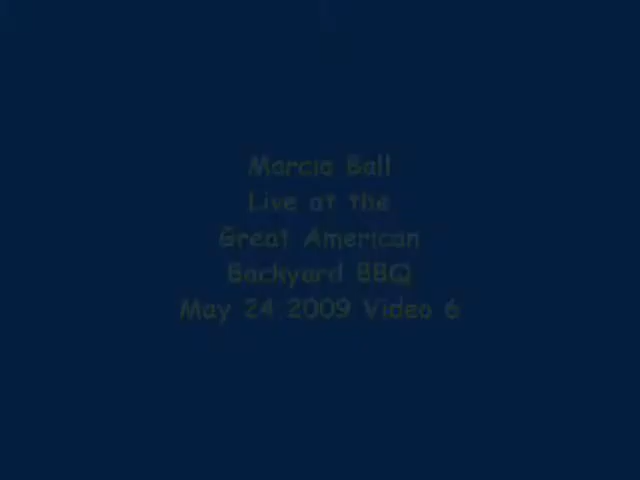 Marcia Ball
Live at the
Great American
Backyard BBQ
May 24 2009 Video 6